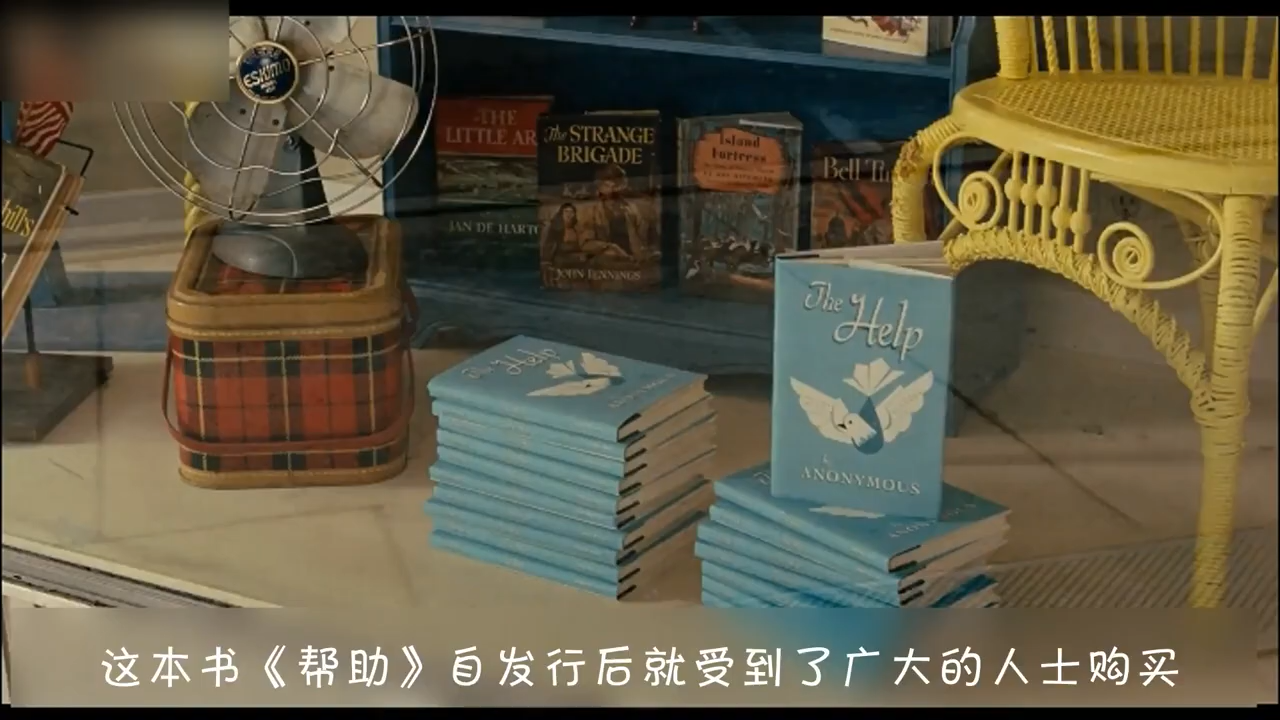 ESKIMO
THE
LITTLE AR
JAN DE HARTO
The STRANGE
BRIGADE
JOHN JENNINGS
Island
Fortress
Bell
hills
The Help
The
Help
ANONYMOUS
这本书《帮助》自发行后就受到了广大的人士购买